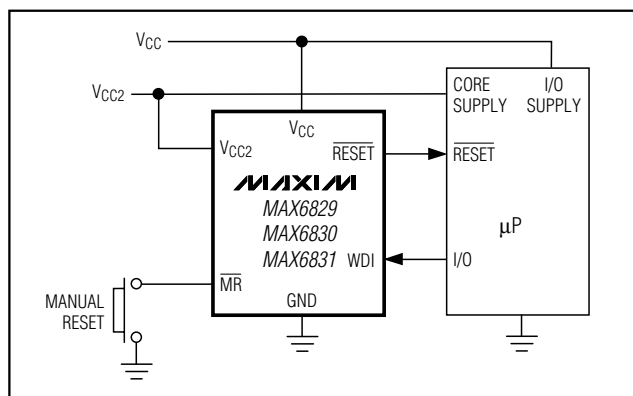 VCC
VCC2
CORE SUPPLY
I/O SUPPLY
VCC
VCC2
RESET
RESET
MAXIM
MAX6829
MAX6830
MAX6831
WDI
I/O
µP
MR
GND
MANUAL
RESET